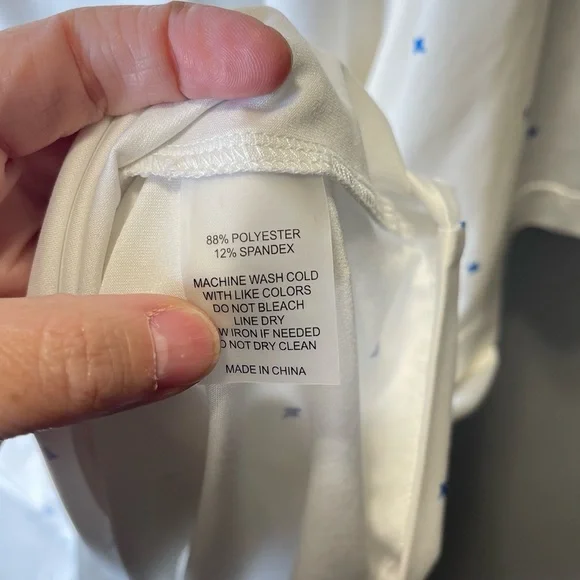 88% POLYESTER
12% SPANDEX
MACHINE WASH COLD
WITH LIKE COLORS
DO NOT BLEACH
LINE DRY
IRON IF NEEDED
NOT DRY CLEAN
MADE IN CHINA